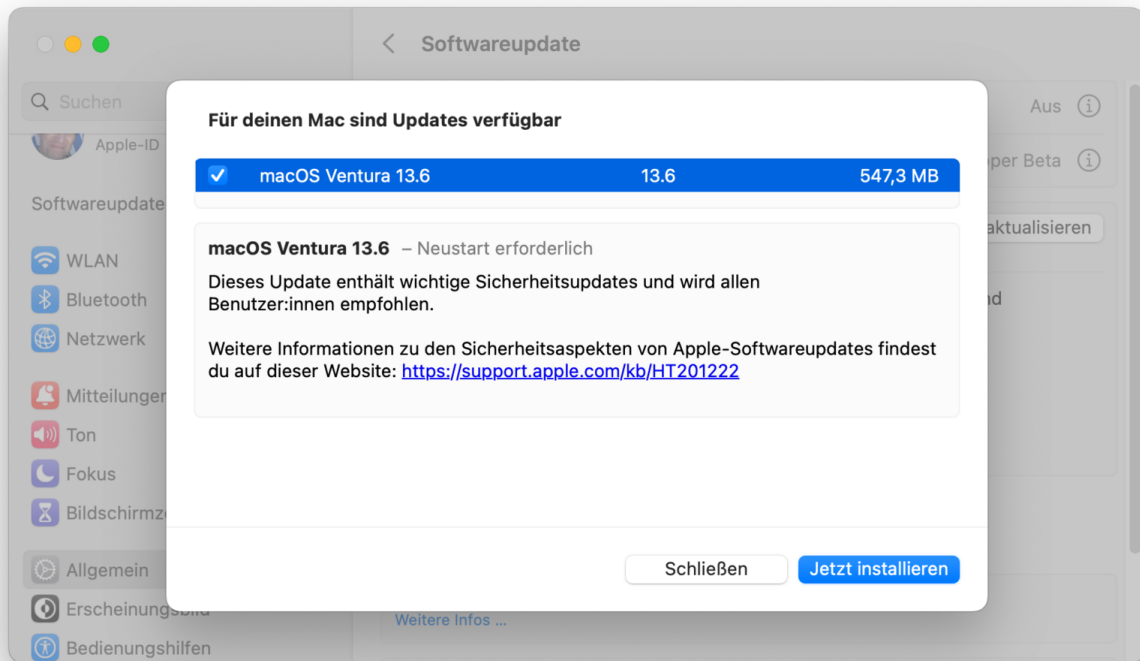 Softwareupdate
Suchen
Apple-ID
Softwareupdate
WLAN
Bluetooth
Netzwerk
Ton
Fokus
Allgemein
Erscheinungsbild
Bedienungshilfen
Aus
Beta
aktualisieren
Für deinen Mac sind Updates verfügbar
macOS Ventura 13.6 13.6 547,3 MB
macOS Ventura 13.6 – Neustart erforderlich
Dieses Update enthält wichtige Sicherheitsupdates und wird allen
Benutzer:innen empfohlen.
Weitere Informationen zu den Sicherheitsaspekten von Apple-Softwareupdates findest
du auf dieser Website: https://support.apple.com/kb/HT201222
Schließen
Jetzt installieren
Weitere Infos ...